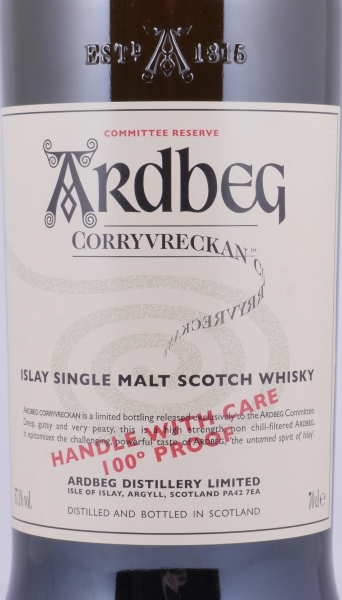 ESTD A 1815
COMMITTEE RESERVE
ARDBEG
CORRYVRECKAN™
CORRYVRECKAN
ISLAY SINGLE MALT SCOTCH WHISKY
ARDBEG CORRYVRECKAN is a limited bottling released exclusively to the ARDBEG Committee.
Deep, gutsy and very peaty, this is a high strength, non chill-filtered ARDBEG.
It epitomises the challenging, powerful taste of ARDBEG, 'the untamed spirit of Islay'.
HANDLE WITH CARE
100° PROOF
ARDBEG DISTILLERY LIMITED
ISLE OF ISLAY, ARGYLL, SCOTLAND PA42 7EA
57.1%vol. 70cl e
DISTILLED AND BOTTLED IN SCOTLAND